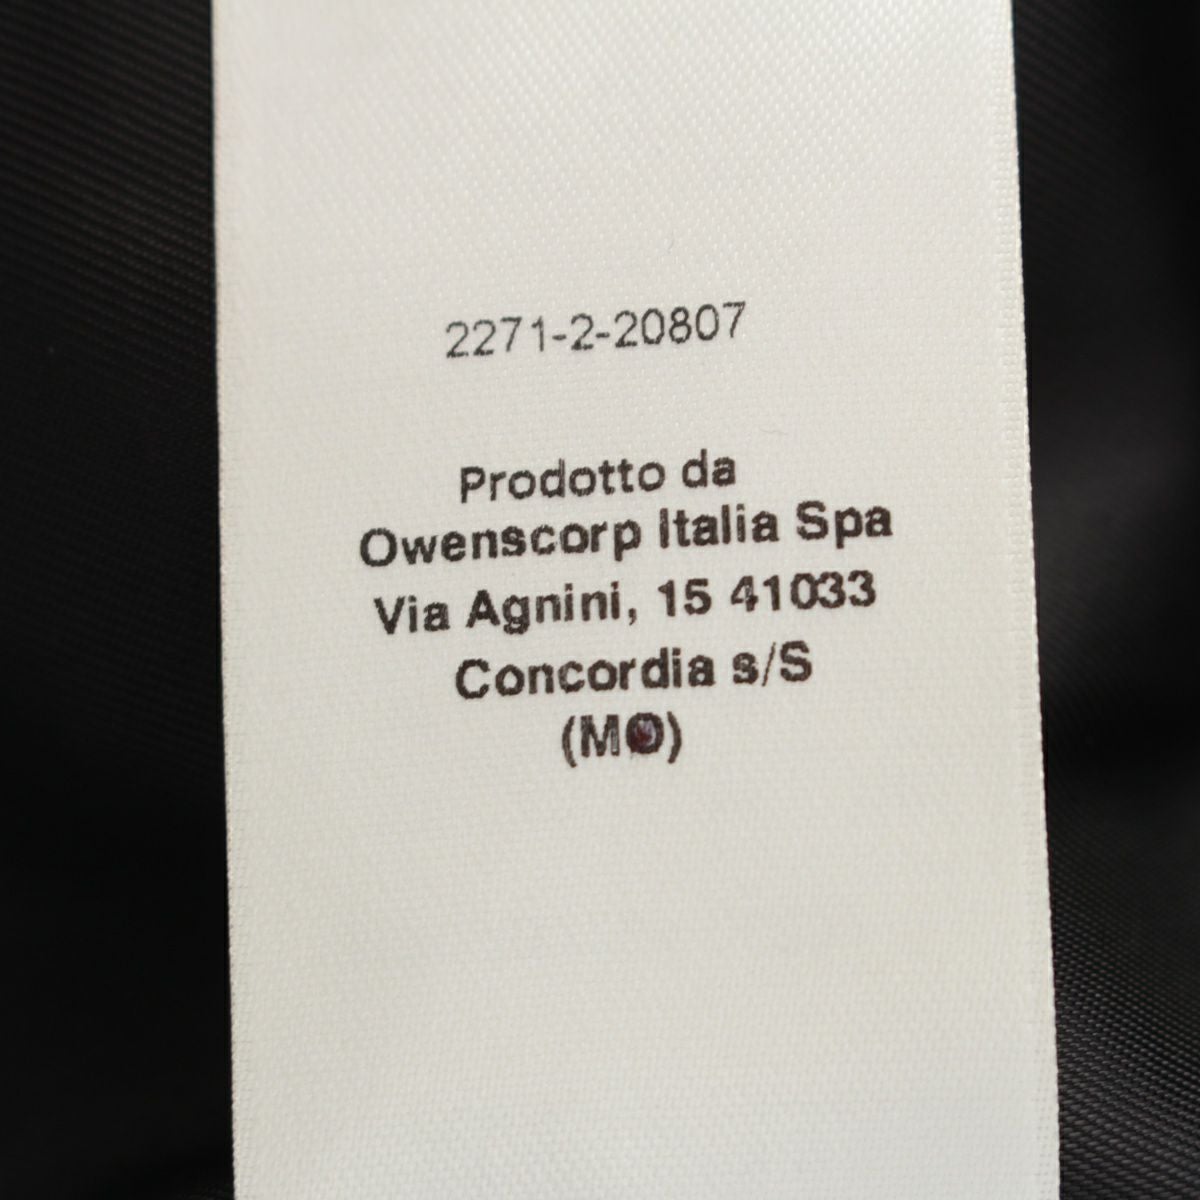 2271-2-20807
Prodotto da
Owenscorp Italia Spa
Via Agnini, 15 41033
Concordia s/S
(MO)